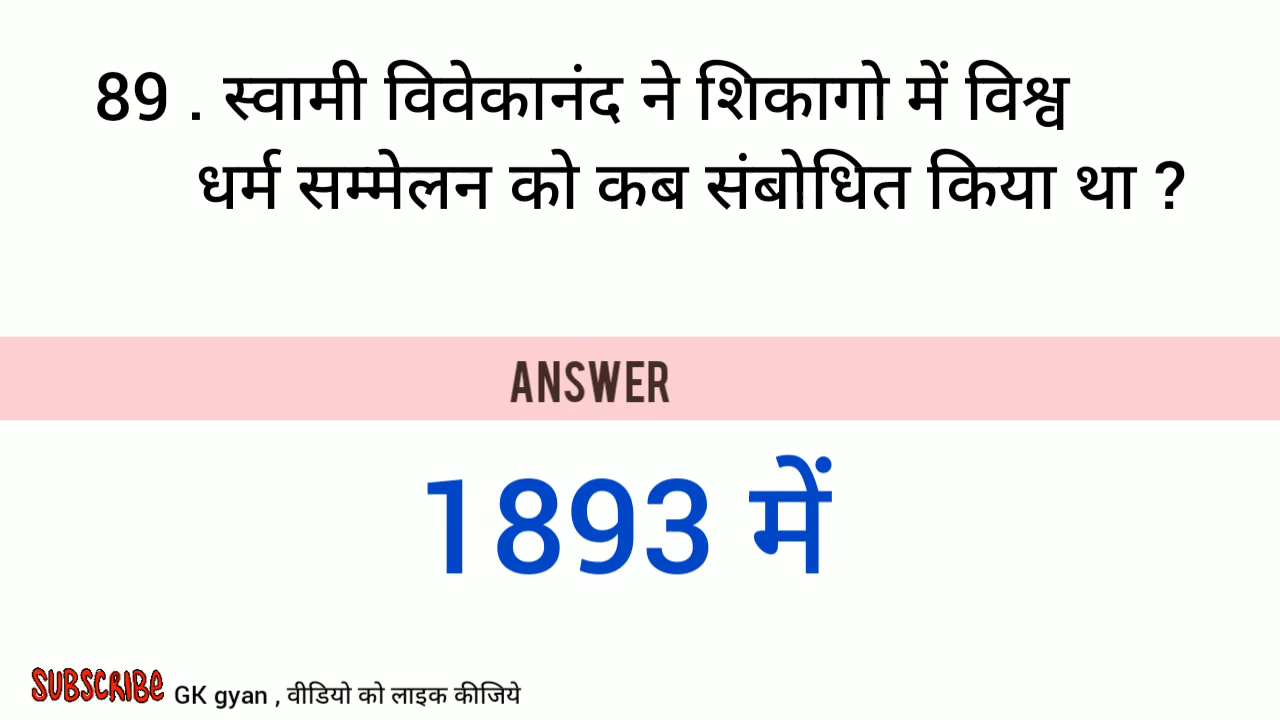 89 . स्वामी विवेकानंद ने शिकागो में विश्व
धर्म सम्मेलन को कब संबोधित किया था ?
ANSWER
1893 में
SUBSCRIBe GK gyan , वीडियो को लाइक कीजिये